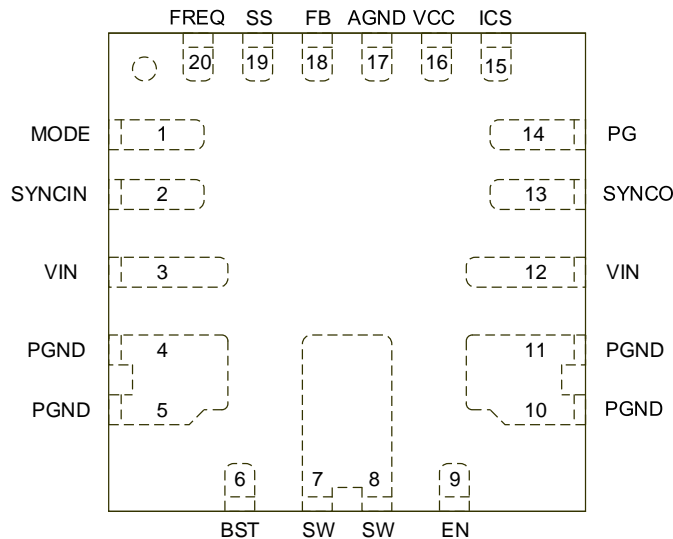 FREQ SS FB AGND VCC ICS
20 19 18 17 16 15
MODE 1 14 PG
SYNCIN 2 13 SYNCO
VIN 3 12 VIN
PGND 4 11 PGND
PGND 5 10 PGND
6 7 8 9
BST SW SW EN